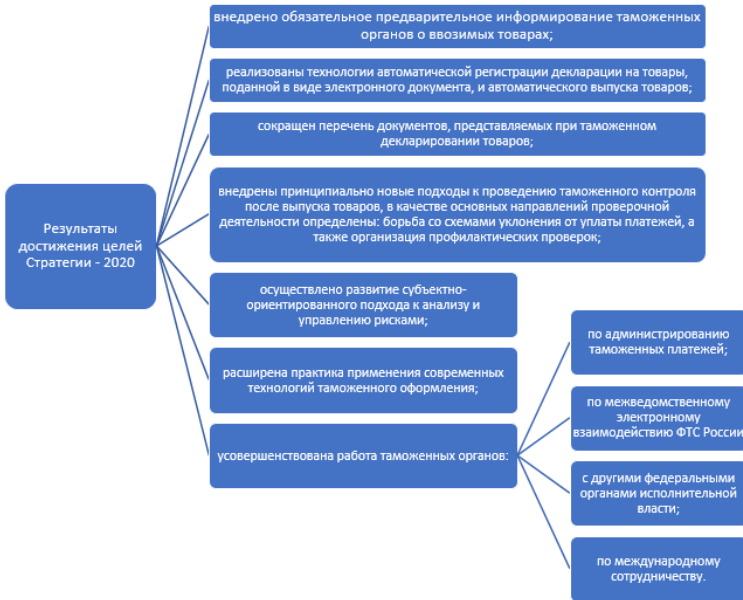 внедрено обязательное предварительное информирование таможенных
органов о ввозимых товарах;
реализованы технологии автоматической регистрации декларации на товары,
поданной в виде электронного документа, и автоматического выпуска товаров;
сокращен перечень документов, представляемых при таможенном
декларировании товаров;
внедрены принципиально новые подходы к проведению таможенного контроля
после выпуска товаров, в качестве основных направлений проверочной
деятельности определены: борьба со схемами уклонения от уплаты платежей, а
также организация профилактических проверок;
Результаты
достижения целей
Стратегии - 2020
осуществлено развитие субъектно-
ориентированного подхода к анализу и
управлению рисками;
расширена практика применения современных
технологий таможенного оформления;
усовершенствована работа таможенных органов:
по администрированию
таможенных платежей;
по межведомственному
электронному
взаимодействию ФТС России
с другими федеральными
органами исполнительной
власти;
по международному
сотрудничеству.